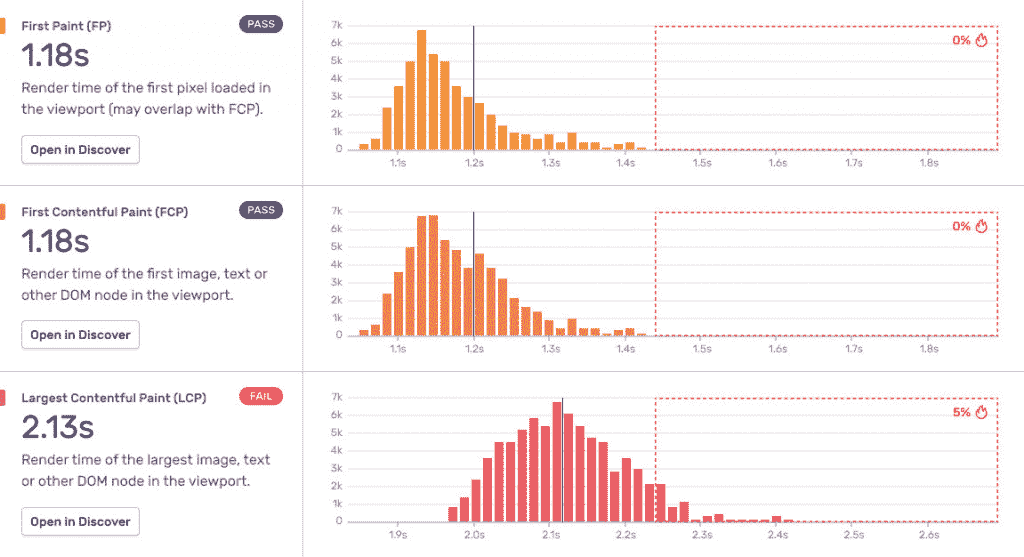 First Paint (FP)
PASS
1.18s
Render time of the first pixel loaded in
the viewport (may overlap with FCP).
Open in Discover
7k
6k
5k
4k
3k
2k
1k
0
0%
1.1s 1.2s 1.3s 1.4s 1.5s 1.6s 1.7s 1.8s
First Contentful Paint (FCP)
PASS
1.18s
Render time of the first image, text or
other DOM node in the viewport.
Open in Discover
7k
6k
5k
4k
3k
2k
1k
0
0%
1.1s 1.2s 1.3s 1.4s 1.5s 1.6s 1.7s 1.8s
Largest Contentful Paint (LCP)
FAIL
2.13s
Render time of the largest image, text
or other DOM node in the viewport.
Open in Discover
7k
6k
5k
4k
3k
2k
1k
0
5%
1.9s 2.0s 2.1s 2.2s 2.3s 2.4s 2.5s 2.6s